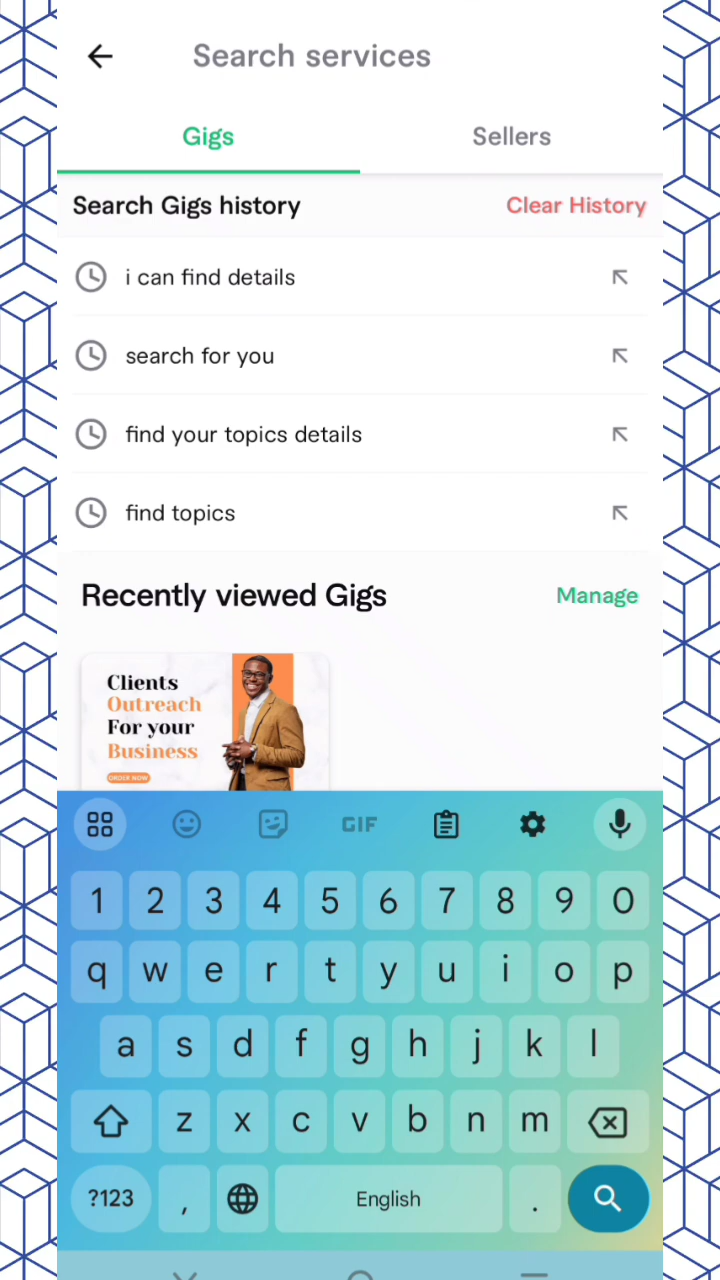 Search services
Gigs Sellers
Search Gigs history Clear History
i can find details
search for you
find your topics details
find topics
Recently viewed Gigs Manage
Clients
Outreach
For your
Business
ORDER NOW
GIF
1 2 3 4 5 6 7 8 9 0
q w e r t y u i o p
a s d f g h j k l
z x c v b n m
?123 , English .